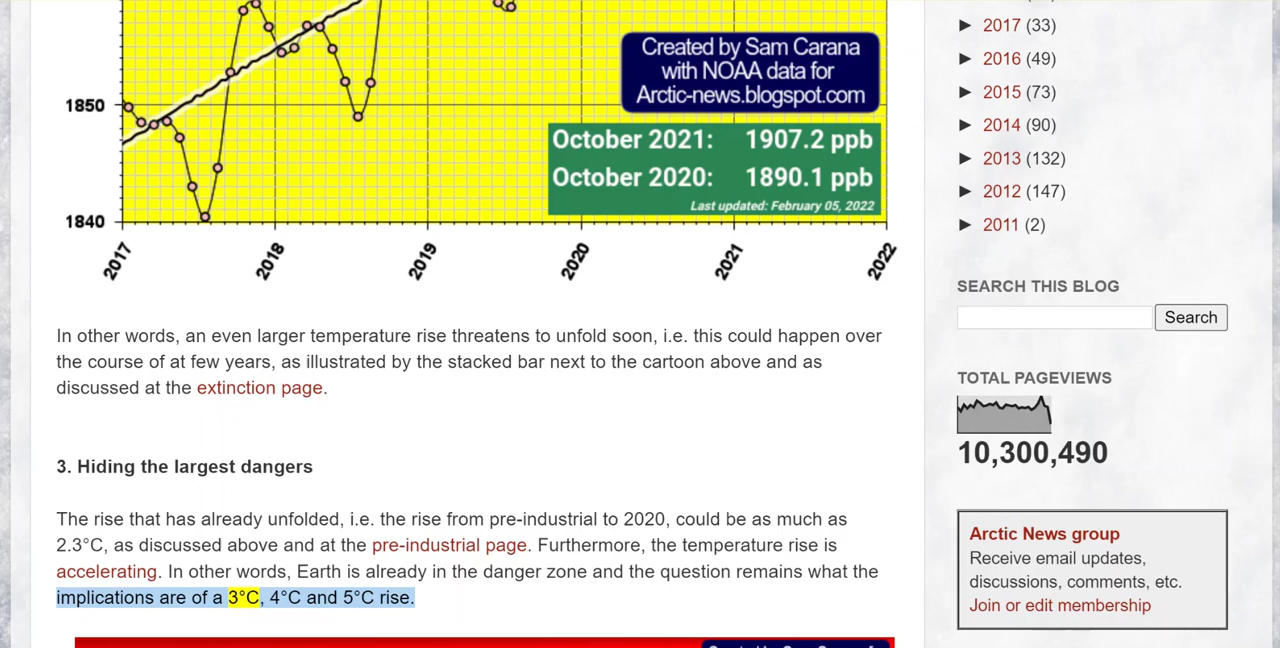 Created by Sam Carana
with NOAA data for
Arctic-news.blogspot.com
1850
October 2021: 1907.2 ppb
October 2020: 1890.1 ppb
Last updated: February 05, 2022
1840
2017
2018
2019
2020
2021
2022
In other words, an even larger temperature rise threatens to unfold soon, i.e. this could happen over
the course of at few years, as illustrated by the stacked bar next to the cartoon above and as
discussed at the extinction page.
3. Hiding the largest dangers
The rise that has already unfolded, i.e. the rise from pre-industrial to 2020, could be as much as
2.3°C, as discussed above and at the pre-industrial page. Furthermore, the temperature rise is
accelerating. In other words, Earth is already in the danger zone and the question remains what the
implications are of a 3°C, 4°C and 5°C rise.
► 2017 (33)
► 2016 (49)
► 2015 (73)
► 2014 (90)
► 2013 (132)
► 2012 (147)
► 2011 (2)
SEARCH THIS BLOG
Search
TOTAL PAGEVIEWS
10,300,490
Arctic News group
Receive email updates,
discussions, comments, etc.
Join or edit membership